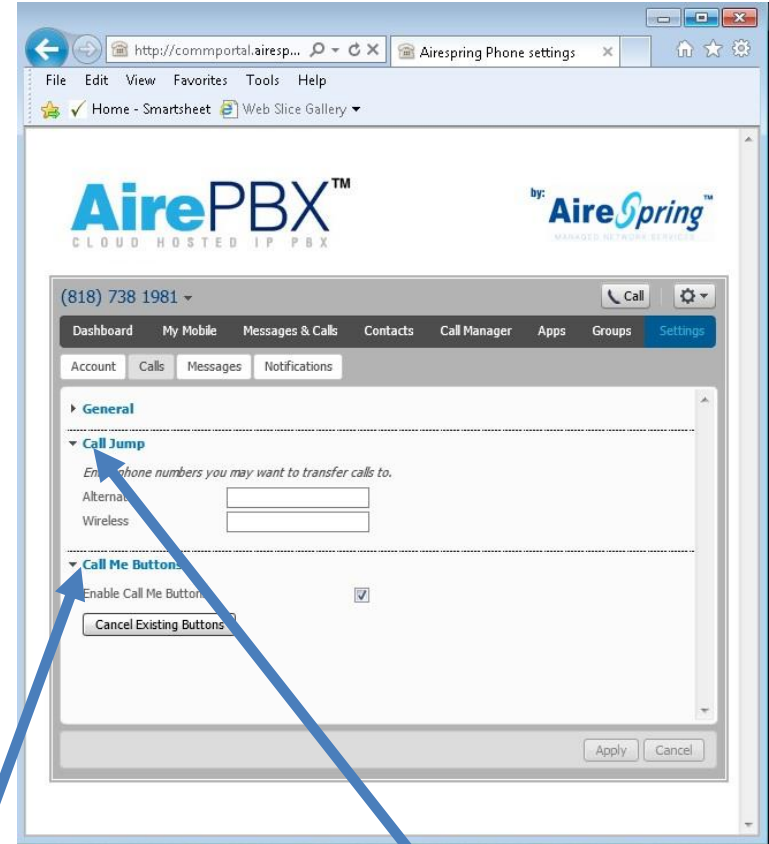 http://commportal.airesp...
Airespring Phone settings
File Edit View Favorites Tools Help
Home - Smartsheet Web Slice Gallery
AirePBX™
CLOUD HOSTED IP PBX
by:
AireSpring™
MANAGED NETWORK SERVICES
(818) 738 1981
Call
Dashboard My Mobile Messages & Calls Contacts Call Manager Apps Groups Settings
Account Calls Messages Notifications
General
Call Jump
phone numbers you may want to transfer calls to.
Wireless
Call Me Buttons
Enable Call Me Button
Cancel Existing Buttons
Apply Cancel